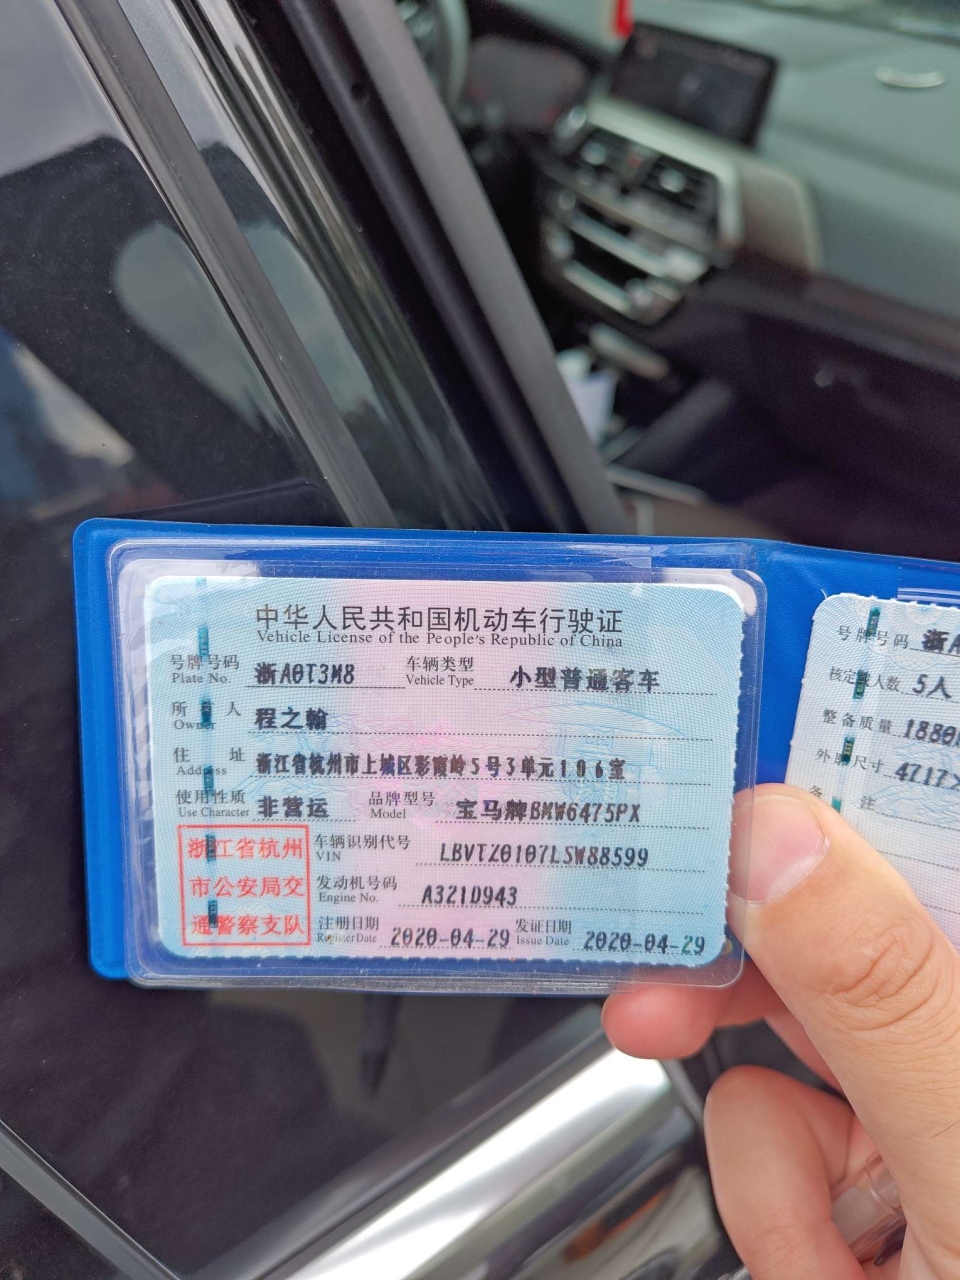 中华人民共和国机动车行驶证
Vehicle License of the People's Republic of China
号牌号码 浙A0T3M8 车辆类型 小型普通客车
Plate No. Vehicle Type
所有人 程之翰
Owner
住址 浙江省杭州市上城区彩霞岭5号3单元106室
Address
使用性质 非营运 品牌型号 宝马牌BMW6475PX
Use Character Model
浙江省杭州
市公安局交
通警察支队
车辆识别代号 LBVTZ0107LSW88599
VIN
发动机号码 A321D943
Engine No.
注册日期 2020-04-29 发证日期 2020-04-29
Register Date Issue Date
号牌号码 浙A
核定载人数 5人
整备质量 1880
外廓尺寸 4717×
备注